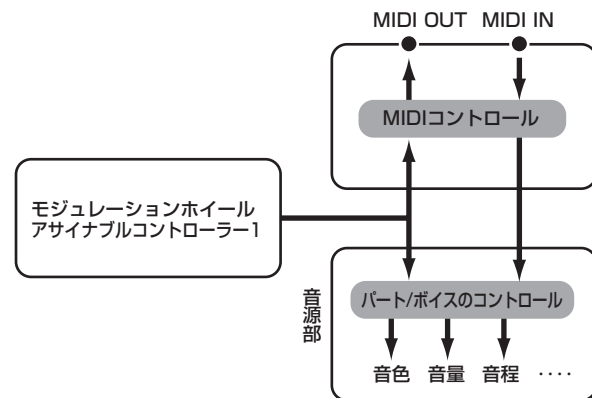 MIDI OUT MIDI IN
MIDIコントロール
モジュレーションホイール
アサイナブルコントローラー1
音源部
パート/ボイスのコントロール
音色 音量 音程 ‥‥